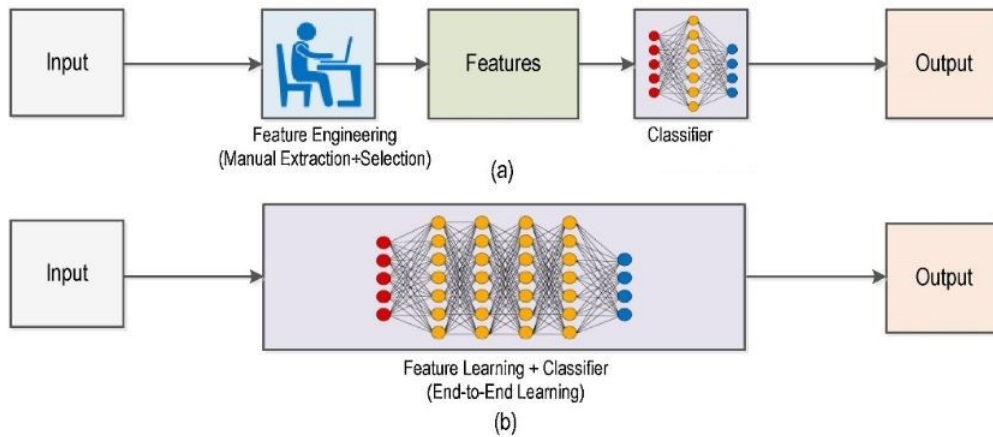 Input
Features
Output
Feature Engineering
(Manual Extraction+Selection)
Classifier
(a)
Input
Output
Feature Learning + Classifier
(End-to-End Learning)
(b)